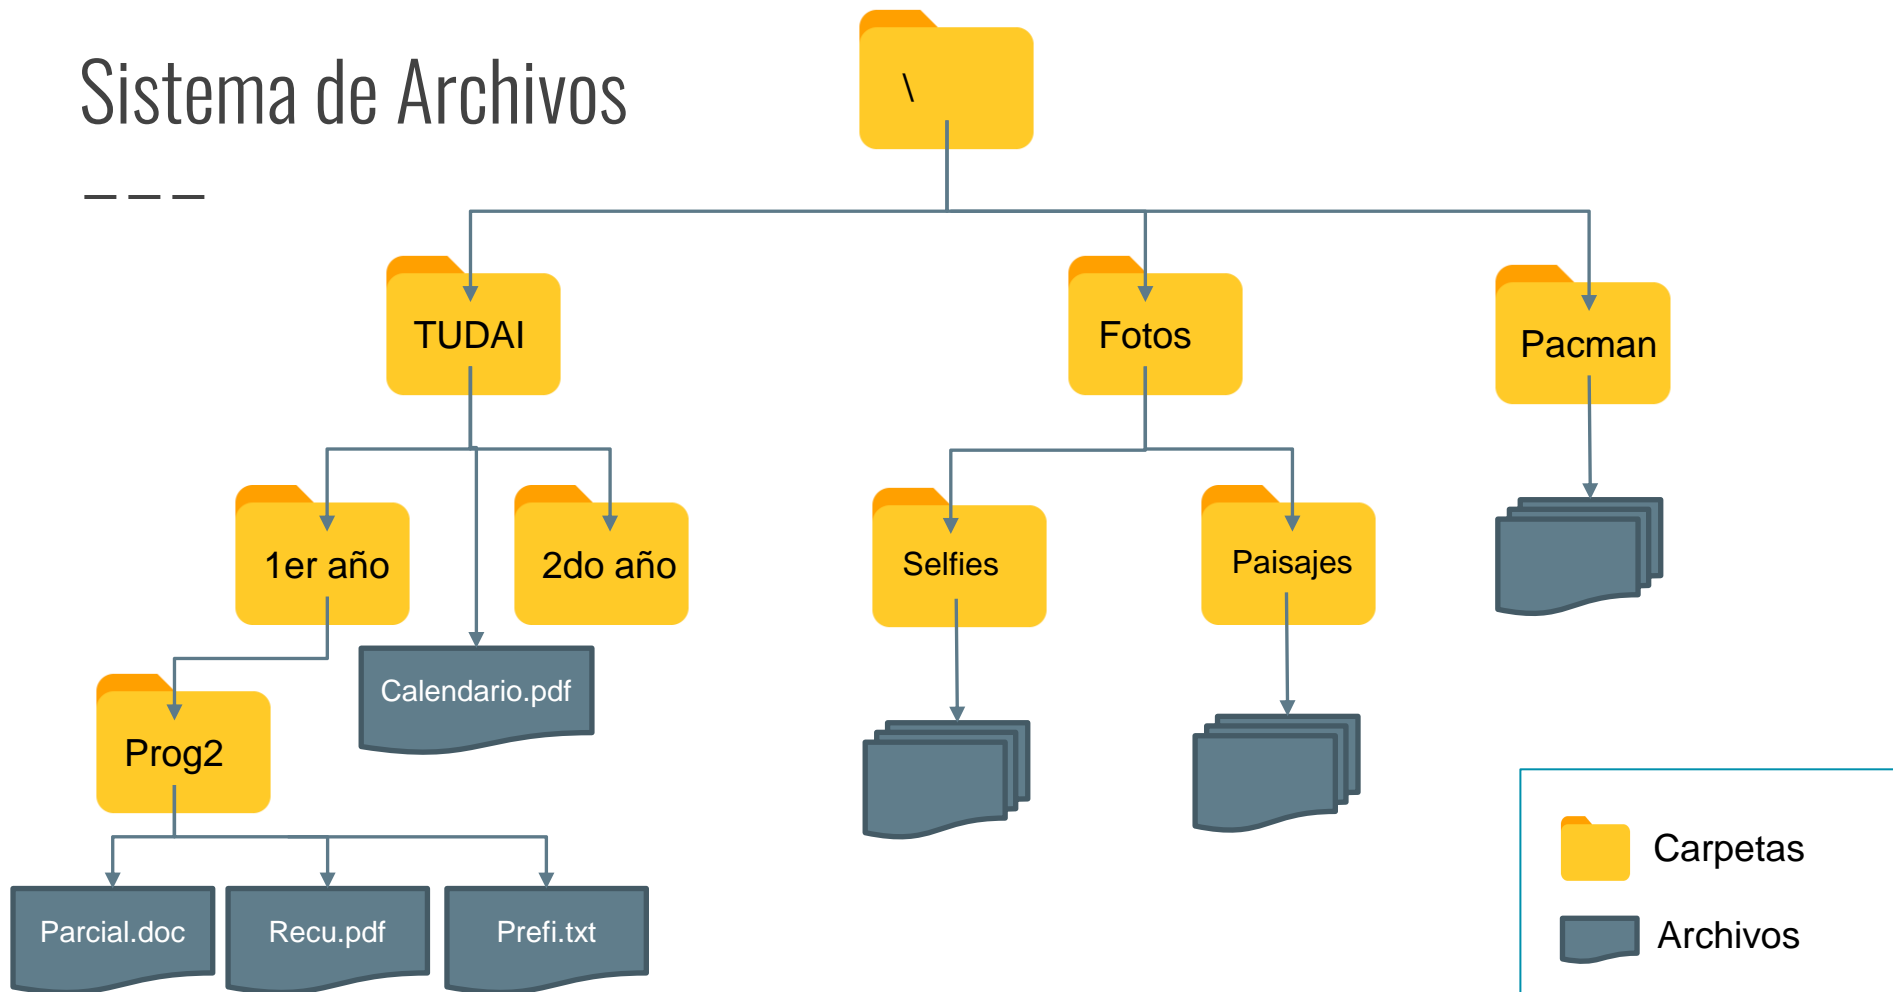 Sistema de Archivos
\
TUDAI
Fotos
Pacman
1er año
2do año
Selfies
Paisajes
Calendario.pdf
Prog2
Parcial.doc
Recu.pdf
Prefi.txt
Carpetas
Archivos